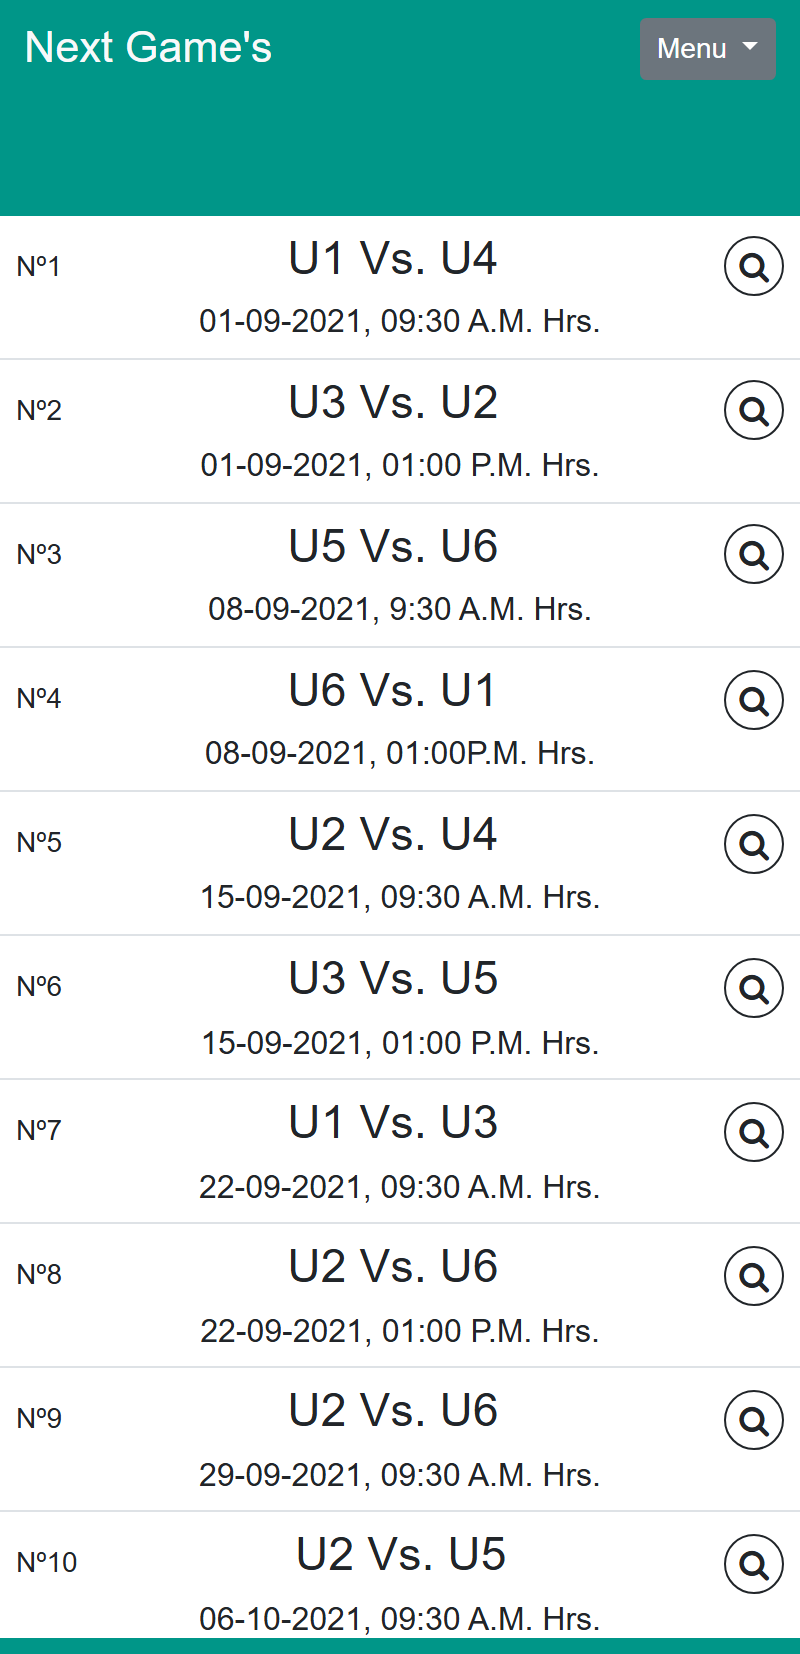 Next Game's
Menu
Nº1
U1 Vs. U4
01-09-2021, 09:30 A.M. Hrs.
Nº2
U3 Vs. U2
01-09-2021, 01:00 P.M. Hrs.
Nº3
U5 Vs. U6
08-09-2021, 9:30 A.M. Hrs.
Nº4
U6 Vs. U1
08-09-2021, 01:00P.M. Hrs.
Nº5
U2 Vs. U4
15-09-2021, 09:30 A.M. Hrs.
Nº6
U3 Vs. U5
15-09-2021, 01:00 P.M. Hrs.
Nº7
U1 Vs. U3
22-09-2021, 09:30 A.M. Hrs.
Nº8
U2 Vs. U6
22-09-2021, 01:00 P.M. Hrs.
Nº9
U2 Vs. U6
29-09-2021, 09:30 A.M. Hrs.
Nº10
U2 Vs. U5
06-10-2021, 09:30 A.M. Hrs.